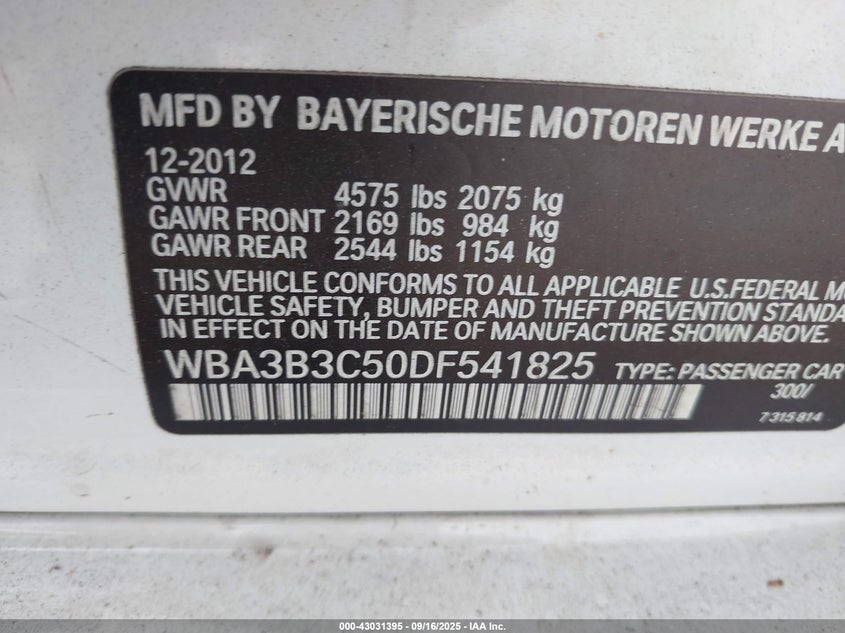 MFD BY BAYERISCHE MOTOREN WERKE A
12-2012
GVWR 4575 lbs 2075 kg
GAWR FRONT 2169 lbs 984 kg
GAWR REAR 2544 lbs 1154 kg
THIS VEHICLE CONFORMS TO ALL APPLICABLE U.S.FEDERAL MO
VEHICLE SAFETY, BUMPER AND THEFT PREVENTION STANDA
IN EFFECT ON THE DATE OF MANUFACTURE SHOWN ABOVE.
WBA3B3C50DF541825 TYPE: PASSENGER CAR
300/
7 315 814
000-43031395 - 09/16/2025 - IAA Inc.